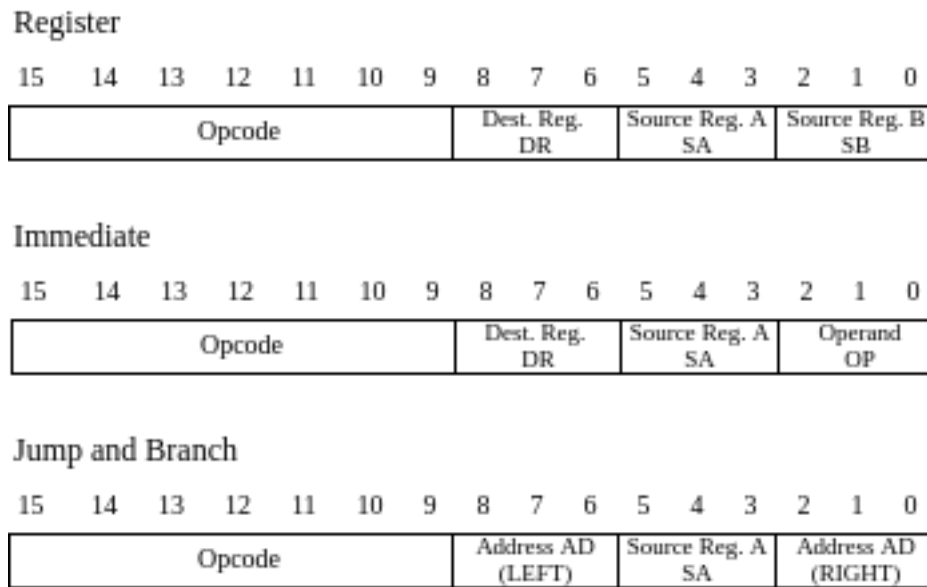 Register
15 14 13 12 11 10 9 8 7 6 5 4 3 2 1 0
Opcode Dest. Reg. Source Reg. A Source Reg. B
DR SA SB
Immediate
15 14 13 12 11 10 9 8 7 6 5 4 3 2 1 0
Opcode Dest. Reg. Source Reg. A Operand
DR SA OP
Jump and Branch
15 14 13 12 11 10 9 8 7 6 5 4 3 2 1 0
Opcode Address AD Source Reg. A Address AD
(LEFT) SA (RIGHT)